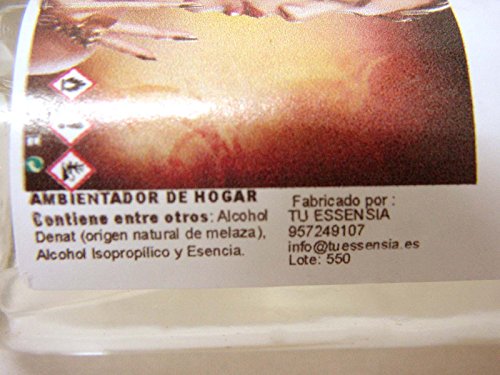 AMBIENTADOR DE HOGAR
Contiene entre otros: Alcohol
Denat (origen natural de melaza),
Alcohol Isopropílico y Esencia.
Fabricado por :
TU ESSENSIA
957249107
info@tuessensia.es
Lote: 550